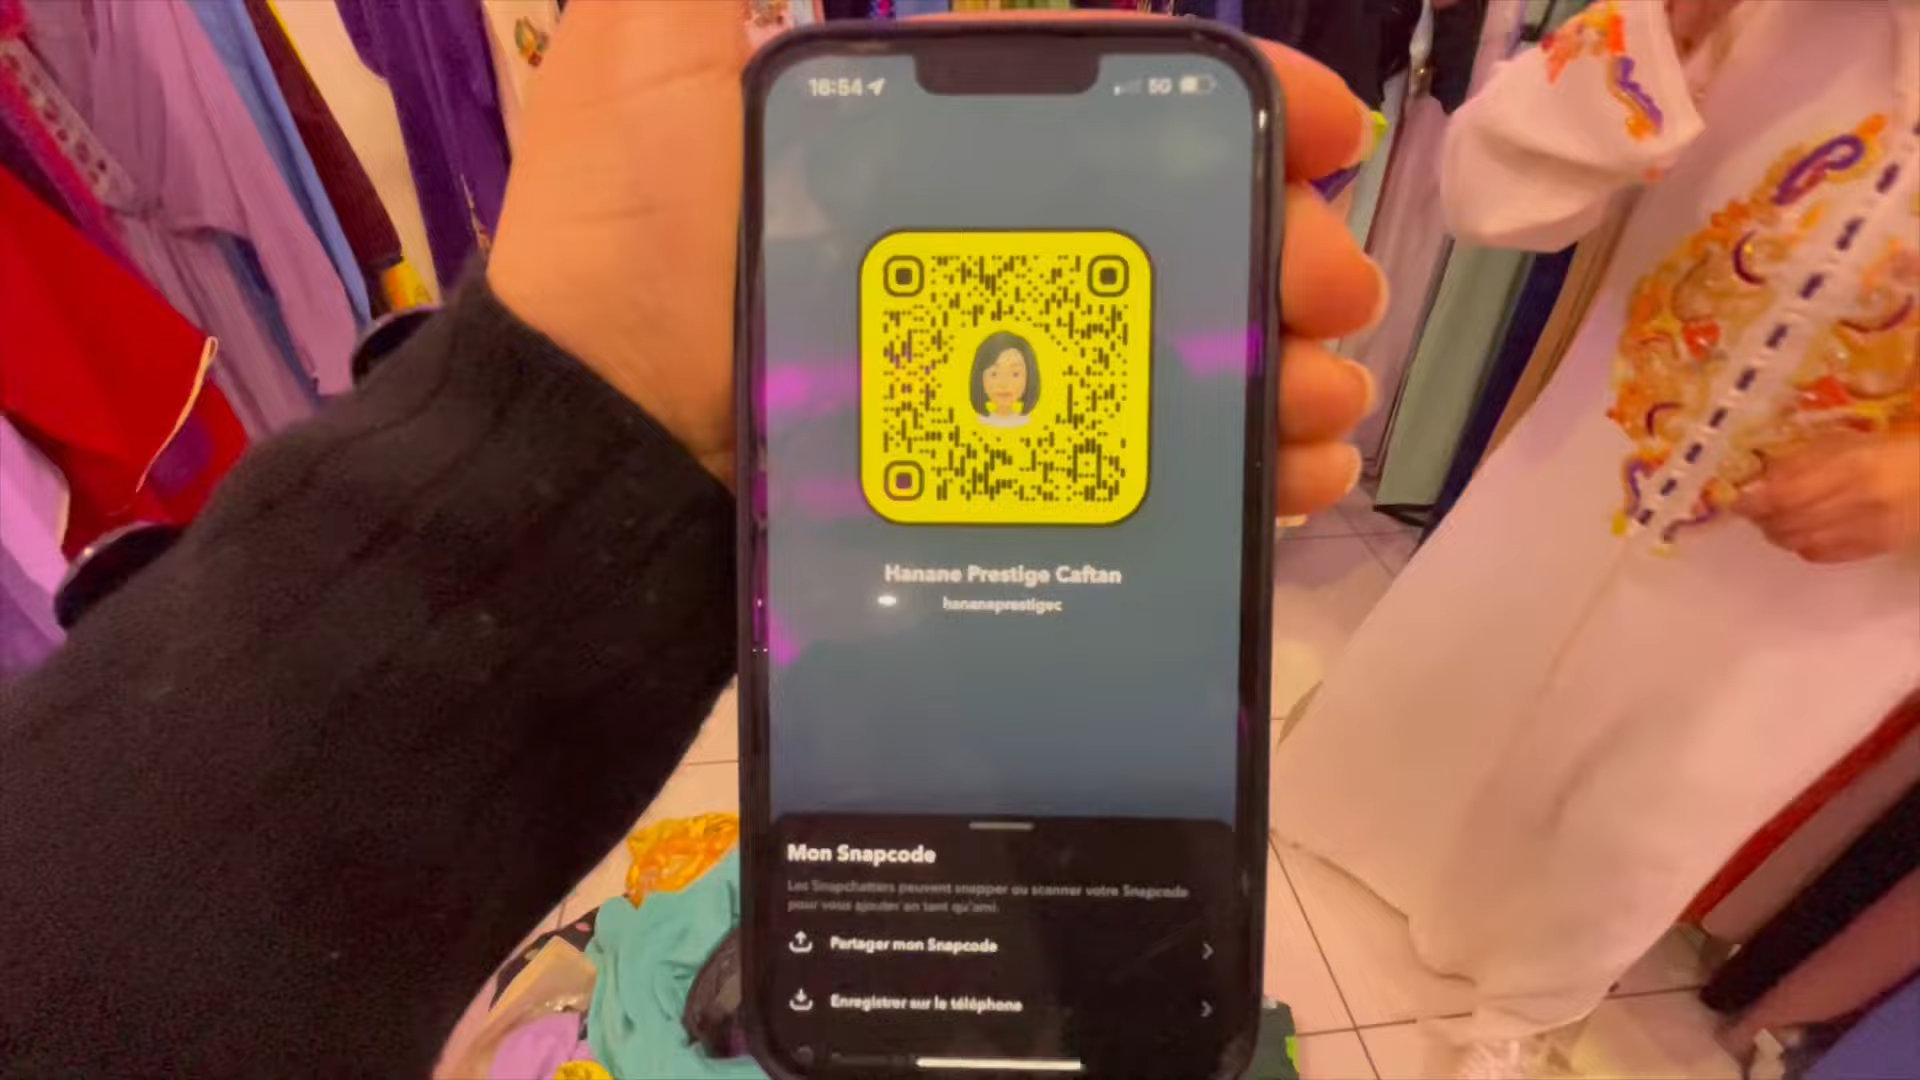 16:54
5G
Hanane Prestige Caftan
hananeprestigec
Mon Snapcode
Les Snapchatters peuvent snapper ou scanner votre Snapcode
pour vous ajouter en tant qu'ami.
Partager mon Snapcode
Enregistrer sur le téléphone